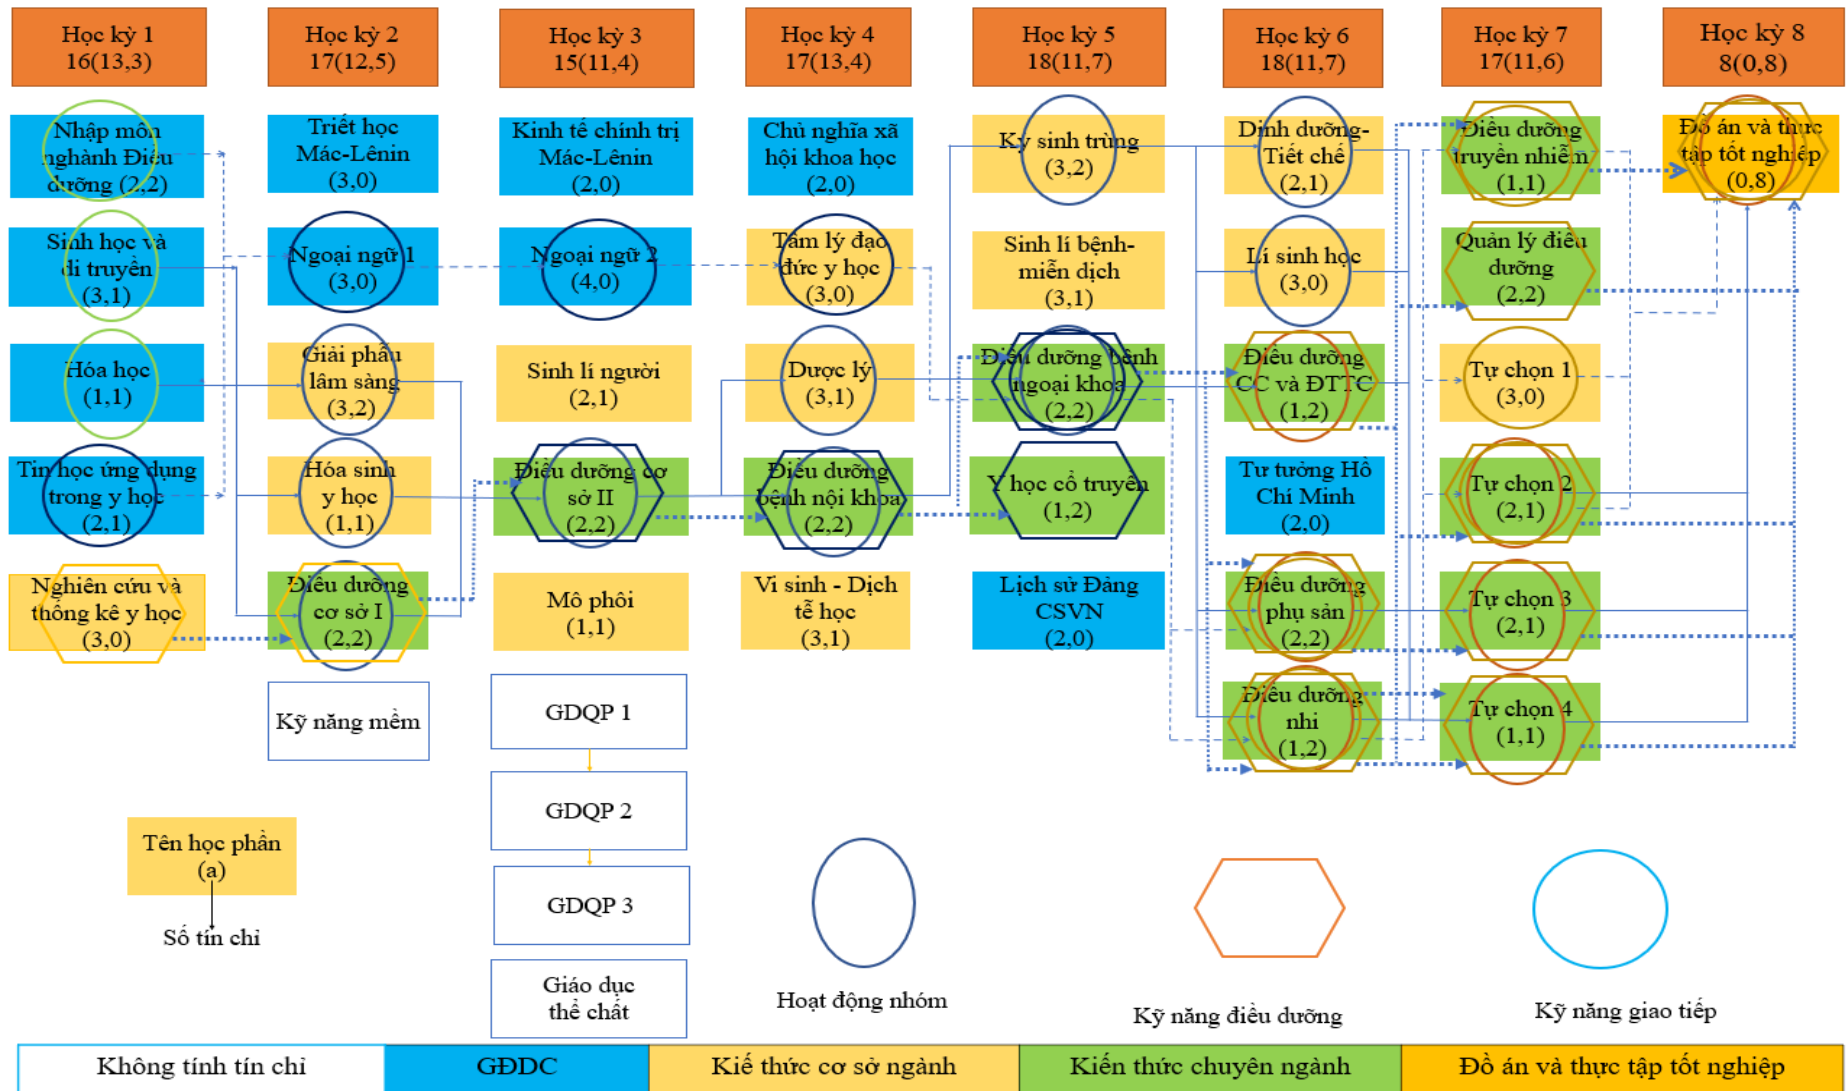 Học kỳ 1
16(13,3)
Học kỳ 2
17(12,5)
Học kỳ 3
15(11,4)
Học kỳ 4
17(13,4)
Học kỳ 5
18(11,7)
Học kỳ 6
18(11,7)
Học kỳ 7
17(11,6)
Học kỳ 8
8(0,8)
Nhập môn
nghành Điều
dưỡng (2,2)
Triết học
Mác-Lênin
(3,0)
Kinh tế chính trị
Mác-Lênin
(2,0)
Chủ nghĩa xã
hội khoa học
(2,0)
Ký sinh trùng
(3,2)
Dinh dưỡng-
Tiết chế
(2,1)
Điều dưỡng
truyền nhiễm
(1,1)
Đồ án và thực
tập tốt nghiệp
(0,8)
Sinh học và
di truyền
(3,1)
Ngoại ngữ 1
(3,0)
Ngoại ngữ 2
(4,0)
Tâm lý đạo
đức y học
(3,0)
Sinh lí bệnh-
miễn dịch
(3,1)
Lí sinh học
(3,0)
Quản lý điều
dưỡng
(2,2)
Hóa học
(1,1)
Giải phẫu
lâm sàng
(3,2)
Sinh lí người
(2,1)
Dược lý
(3,1)
Điều dưỡng bệnh
ngoại khoa
(2,2)
Điều dưỡng
CC và ĐTTC
(1,2)
Tự chọn 1
(3,0)
Tin học ứng dụng
trong y học
(2,1)
Hóa sinh
y học
(1,1)
Điều dưỡng cơ
sở II
(2,2)
Điều dưỡng
bệnh nội khoa
(2,2)
Y học cổ truyền
(1,2)
Tư tưởng Hồ
Chí Minh
(2,0)
Tự chọn 2
(2,1)
Nghiên cứu và
thống kê y học
(3,0)
Điều dưỡng
cơ sở I
(2,2)
Mô phôi
(1,1)
Vi sinh - Dịch
tễ học
(3,1)
Lịch sử Đảng
CSVN
(2,0)
Điều dưỡng
phụ sản
(2,2)
Tự chọn 3
(2,1)
Kỹ năng mềm
GDQP 1
Điều dưỡng
nhi
(1,2)
Tự chọn 4
(1,1)
GDQP 2
Tên học phần
(a)
Số tín chỉ
GDQP 3
Giáo dục
thể chất
Hoạt động nhóm
Kỹ năng điều dưỡng
Kỹ năng giao tiếp
Không tính tín chỉ
GĐDC
Kiế thức cơ sở ngành
Kiến thức chuyên ngành
Đồ án và thực tập tốt nghiệp